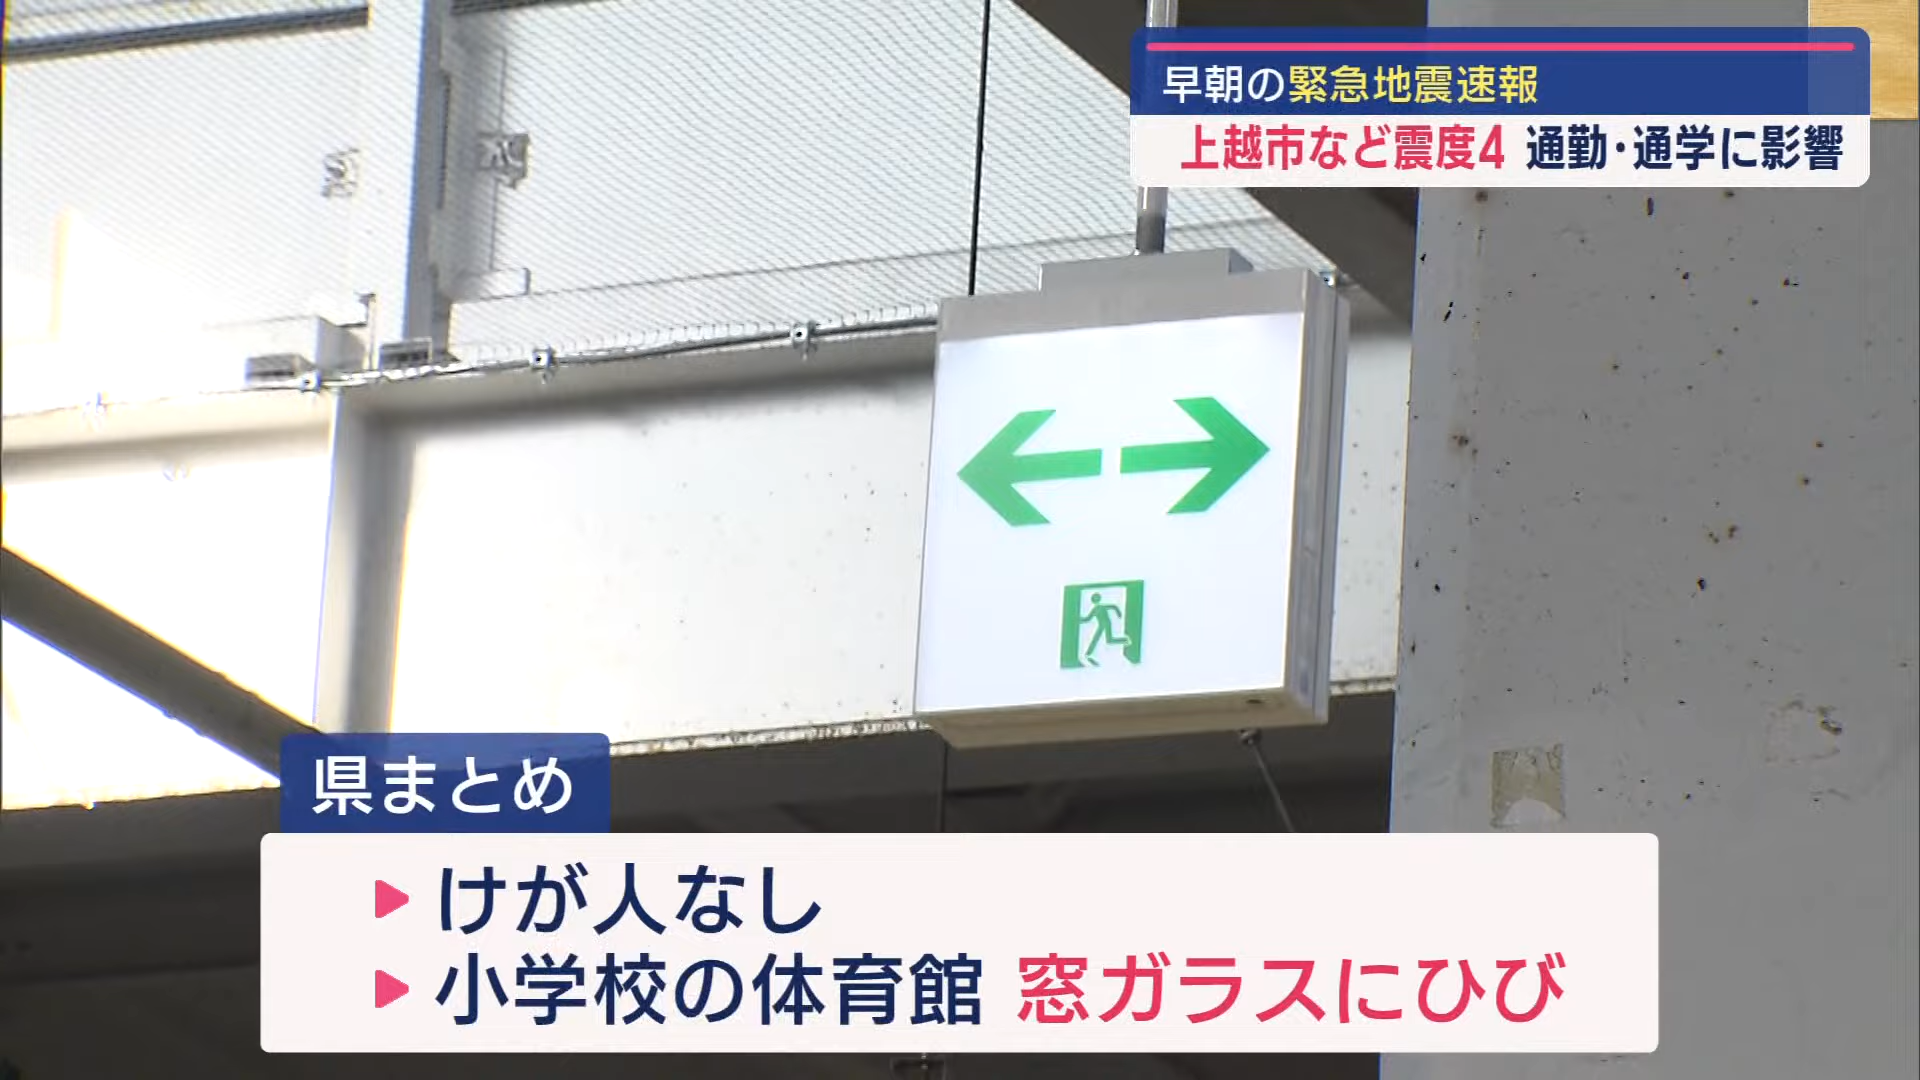 早朝の緊急地震速報
上越市など震度4 通勤・通学に影響
県まとめ
けが人なし
小学校の体育館 窓ガラスにひび